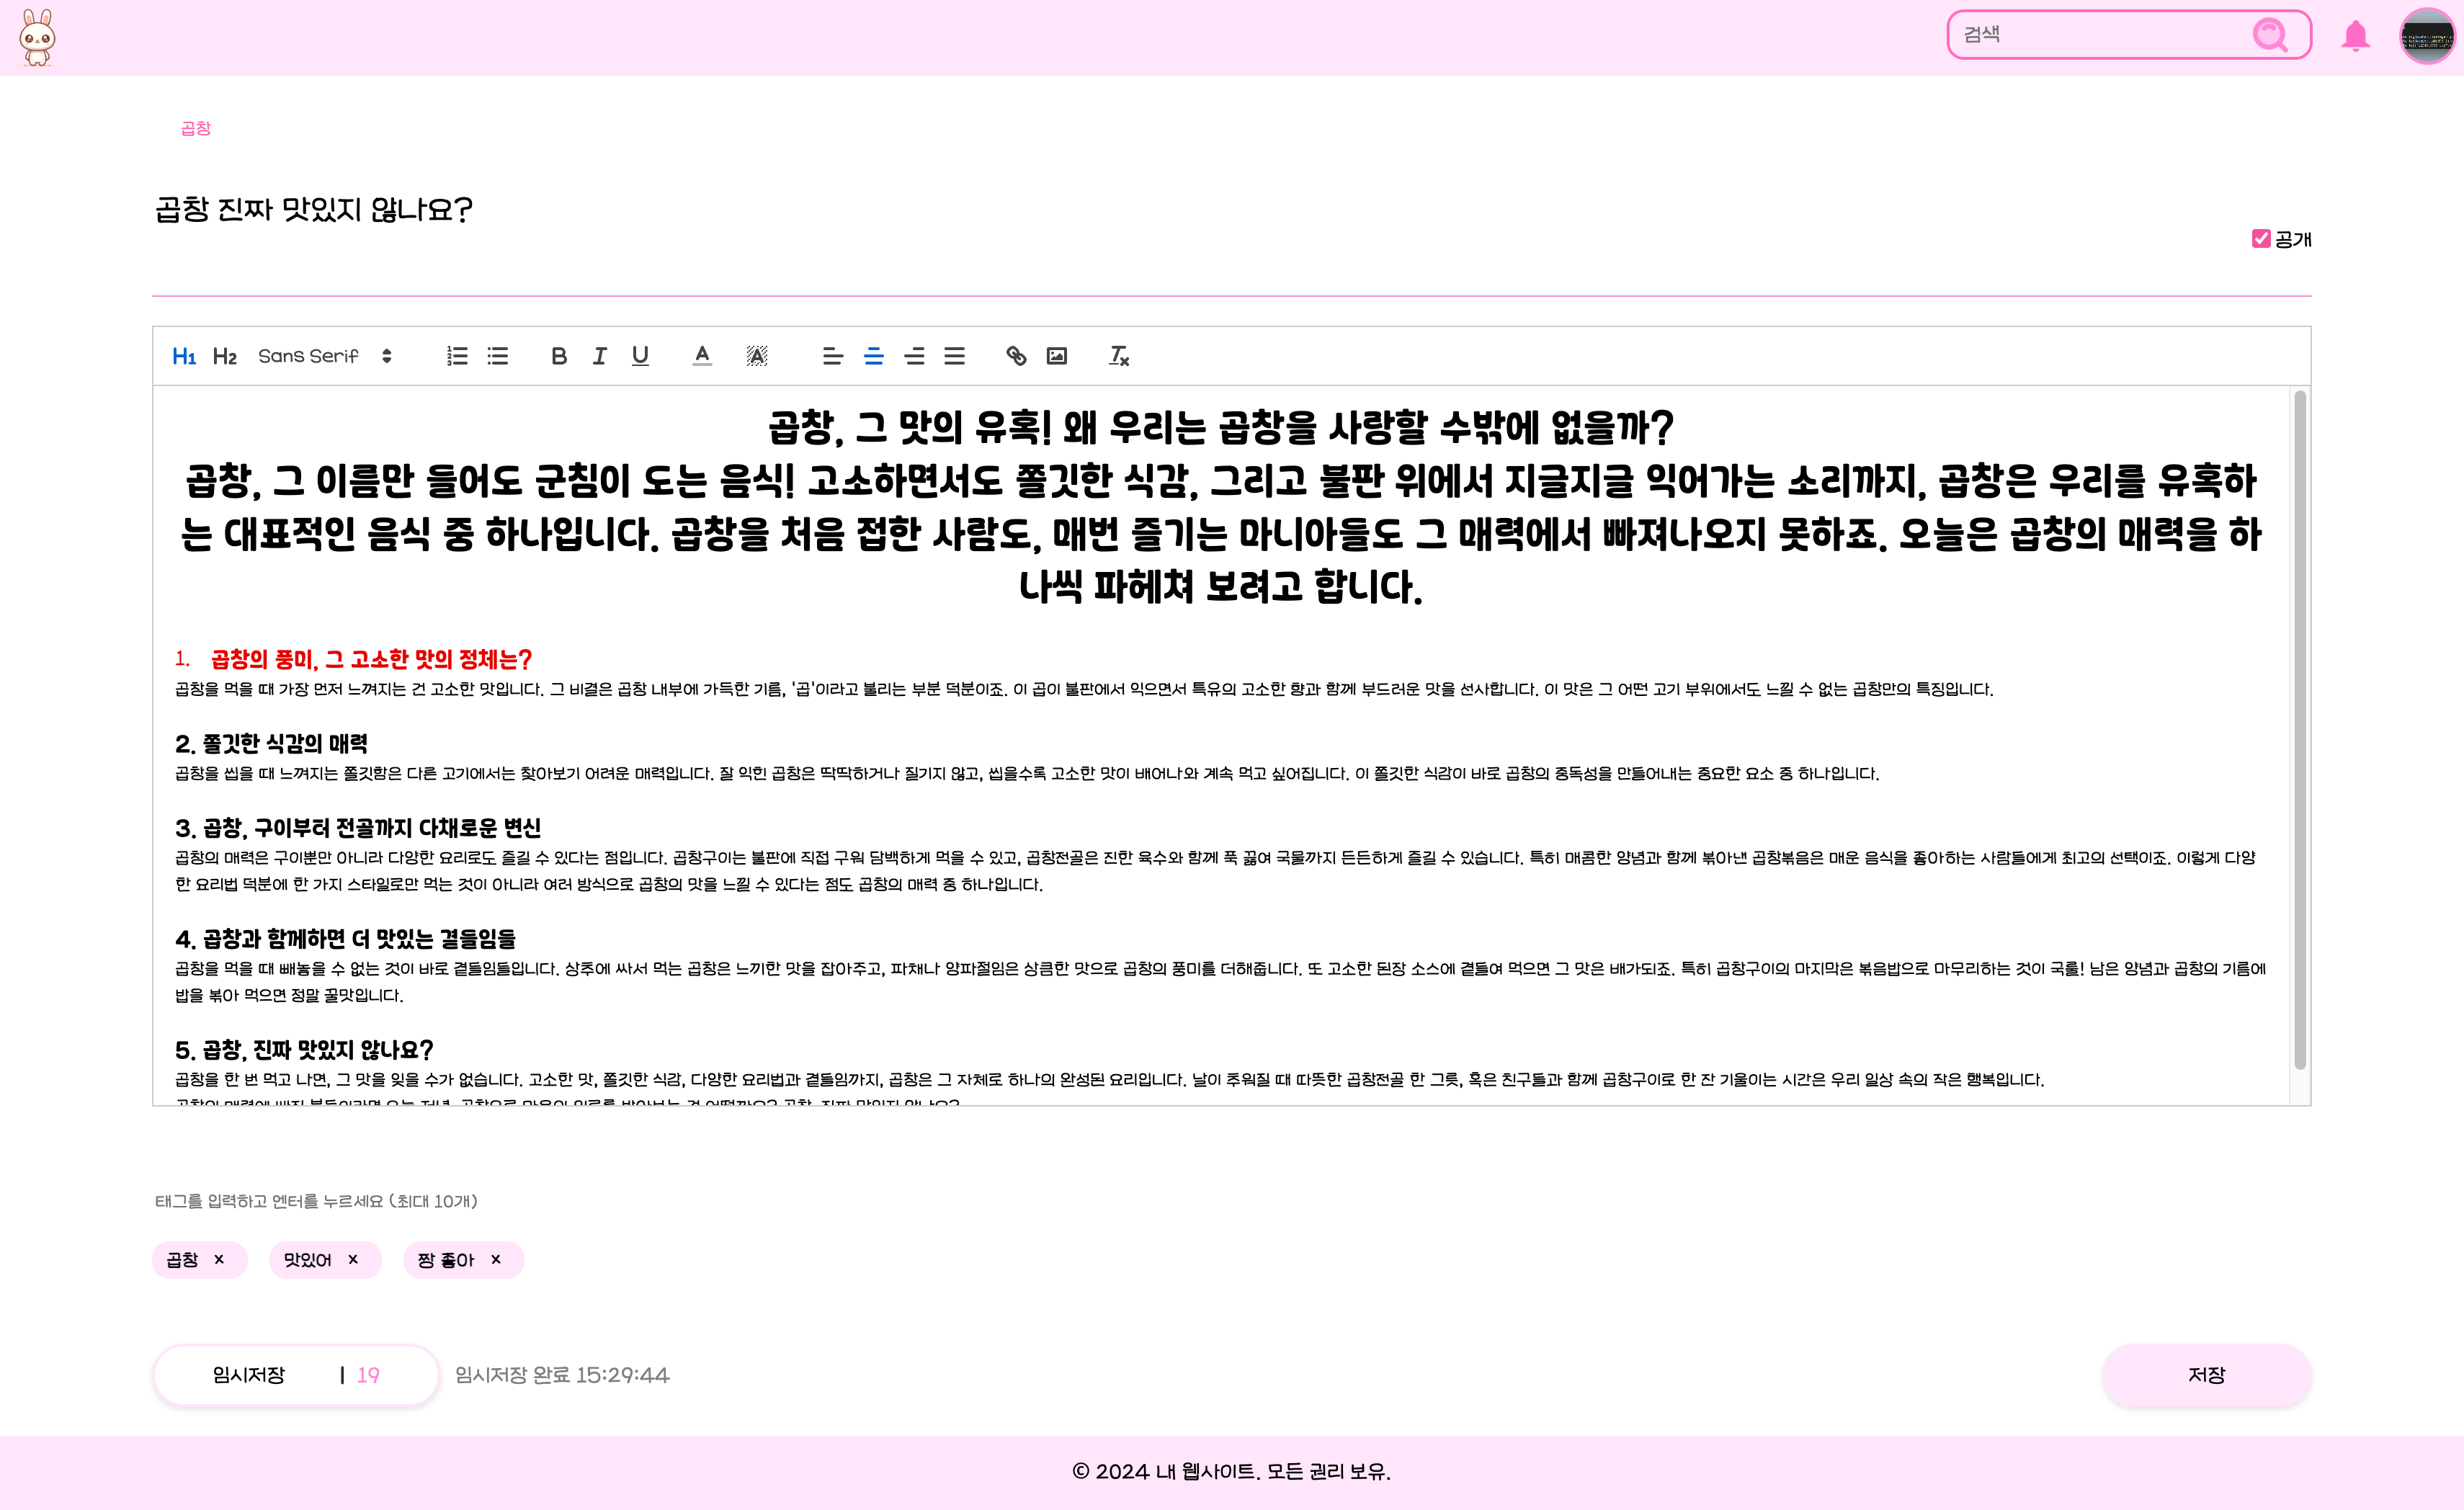 검색
곱창
곱창 진짜 맛있지 않나요?
공개
H1 H2 Sans Serif B I U A A
곱창, 그 맛의 유혹! 왜 우리는 곱창을 사랑할 수밖에 없을까?
곱창, 그 이름만 들어도 군침이 도는 음식! 고소하면서도 쫄깃한 식감, 그리고 불판 위에서 지글지글 익어가는 소리까지, 곱창은 우리를 유혹하
는 대표적인 음식 중 하나입니다. 곱창을 처음 접한 사람도, 매번 즐기는 마니아들도 그 매력에서 빠져나오지 못하죠. 오늘은 곱창의 매력을 하
나씩 파헤쳐 보려고 합니다.
1. 곱창의 풍미, 그 고소한 맛의 정체는?
곱창을 먹을 때 가장 먼저 느껴지는 건 고소한 맛입니다. 그 비결은 곱창 내부에 가득한 기름, '곱'이라고 불리는 부분 덕분이죠. 이 곱이 불판에서 익으면서 특유의 고소한 향과 함께 부드러운 맛을 선사합니다. 이 맛은 그 어떤 고기 부위에서도 느낄 수 없는 곱창만의 특징입니다.
2. 쫄깃한 식감의 매력
곱창을 씹을 때 느껴지는 쫄깃함은 다른 고기에서는 찾아보기 어려운 매력입니다. 잘 익힌 곱창은 딱딱하거나 질기지 않고, 씹을수록 고소한 맛이 배어나와 계속 먹고 싶어집니다. 이 쫄깃한 식감이 바로 곱창의 중독성을 만들어내는 중요한 요소 중 하나입니다.
3. 곱창, 구이부터 전골까지 다채로운 변신
곱창의 매력은 구이뿐만 아니라 다양한 요리로도 즐길 수 있다는 점입니다. 곱창구이는 불판에 직접 구워 담백하게 먹을 수 있고, 곱창전골은 진한 육수와 함께 푹 끓여 국물까지 든든하게 즐길 수 있습니다. 특히 매콤한 양념과 함께 볶아낸 곱창볶음은 매운 음식을 좋아하는 사람들에게 최고의 선택이죠. 이렇게 다양
한 요리법 덕분에 한 가지 스타일로만 먹는 것이 아니라 여러 방식으로 곱창의 맛을 느낄 수 있다는 점도 곱창의 매력 중 하나입니다.
4. 곱창과 함께하면 더 맛있는 곁들임들
곱창을 먹을 때 빼놓을 수 없는 것이 바로 곁들임들입니다. 상추에 싸서 먹는 곱창은 느끼한 맛을 잡아주고, 파채나 양파절임은 상큼한 맛으로 곱창의 풍미를 더해줍니다. 또 고소한 된장 소스에 곁들여 먹으면 그 맛은 배가되죠. 특히 곱창구이의 마지막은 볶음밥으로 마무리하는 것이 국룰! 남은 양념과 곱창의 기름에
밥을 볶아 먹으면 정말 꿀맛입니다.
5. 곱창, 진짜 맛있지 않나요?
곱창을 한 번 먹고 나면, 그 맛을 잊을 수가 없습니다. 고소한 맛, 쫄깃한 식감, 다양한 요리법과 곁들임까지, 곱창은 그 자체로 하나의 완성된 요리입니다. 날이 추워질 때 따뜻한 곱창전골 한 그릇, 혹은 친구들과 함께 곱창구이로 한 잔 기울이는 시간은 우리 일상 속의 작은 행복입니다.
태그를 입력하고 엔터를 누르세요 (최대 10개)
곱창 x 맛있어 x 짱 좋아 x
임시저장 | 19 임시저장 완료 15:29:44 저장
© 2024 내 웹사이트. 모든 권리 보유.